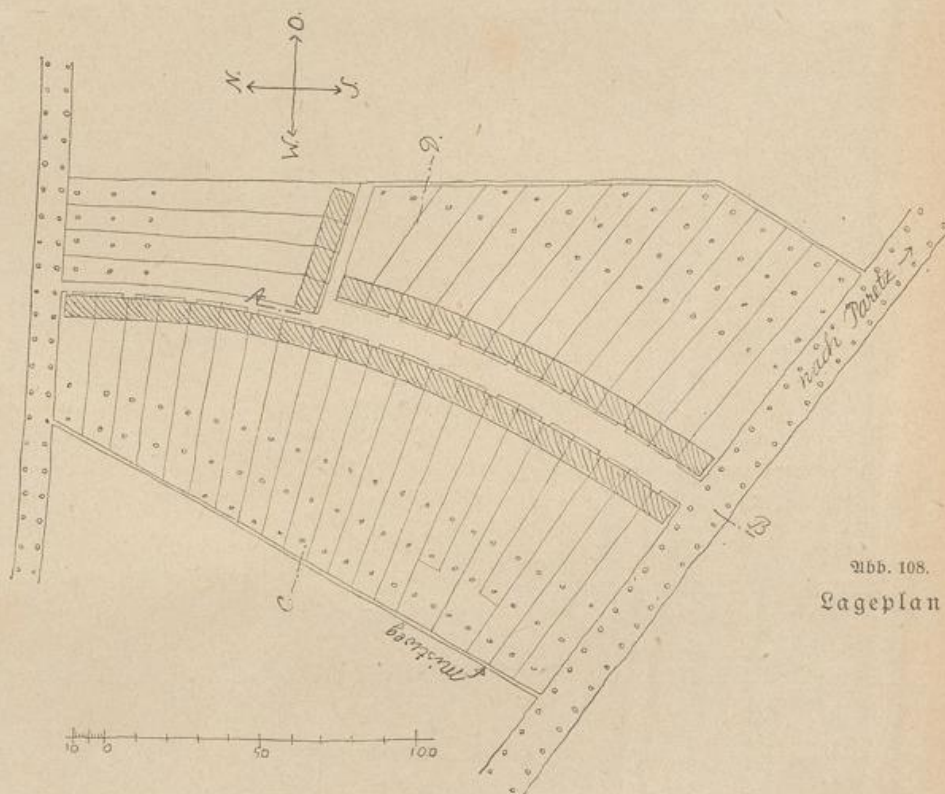 O.
N.
S.
W.
D.
A
nach Paretz →
B
Abb. 108.
Lageplan
C.
Mistweg
10 0 50 100